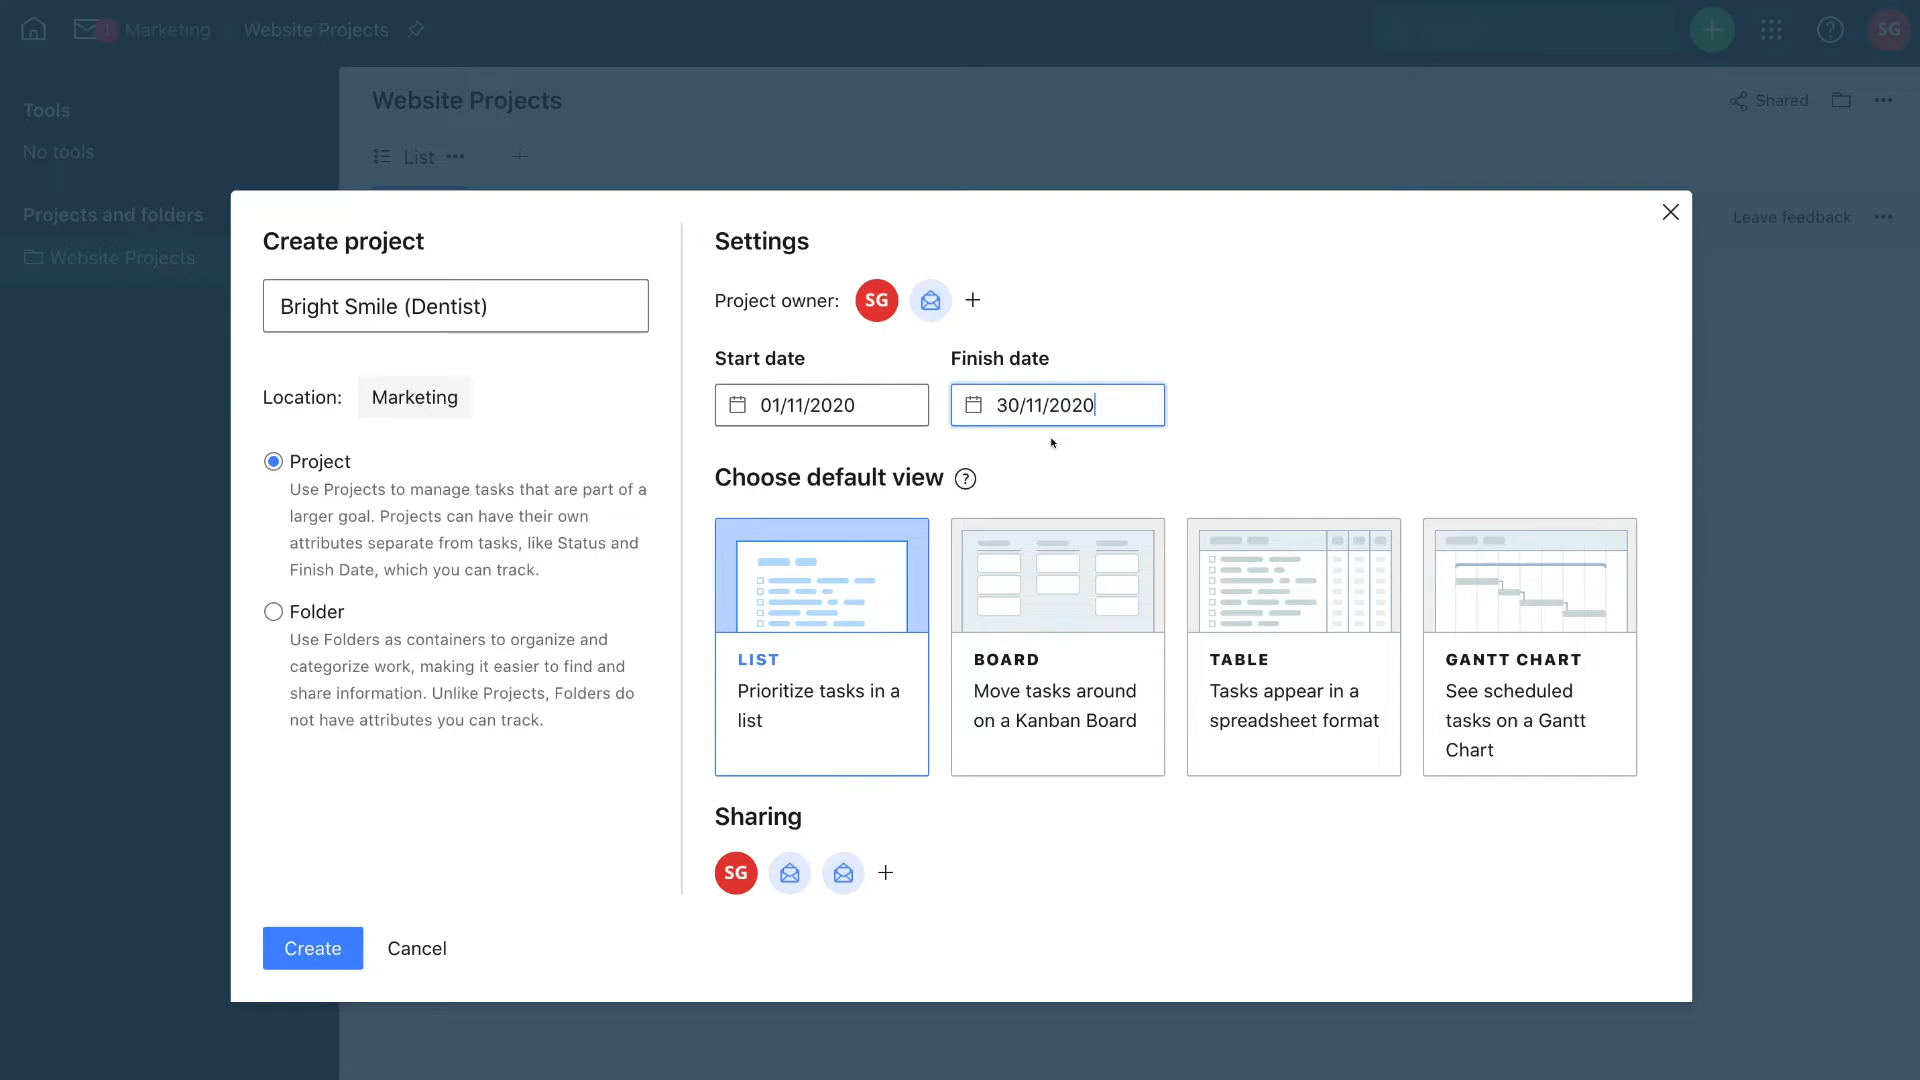 Marketing
Website Projects
SG
Tools
No tools
Projects and folders
Website Projects
Website Projects
Shared
List
Leave feedback
Create project
Bright Smile (Dentist)
Location: Marketing
Project
Use Projects to manage tasks that are part of a
larger goal. Projects can have their own
attributes separate from tasks, like Status and
Finish Date, which you can track.
Folder
Use Folders as containers to organize and
categorize work, making it easier to find and
share information. Unlike Projects, Folders do
not have attributes you can track.
Create
Cancel
Settings
Project owner: SG
Start date
Finish date
01/11/2020
30/11/2020
Choose default view
LIST
Prioritize tasks in a
list
BOARD
Move tasks around
on a Kanban Board
TABLE
Tasks appear in a
spreadsheet format
GANTT CHART
See scheduled
tasks on a Gantt
Chart
Sharing
SG